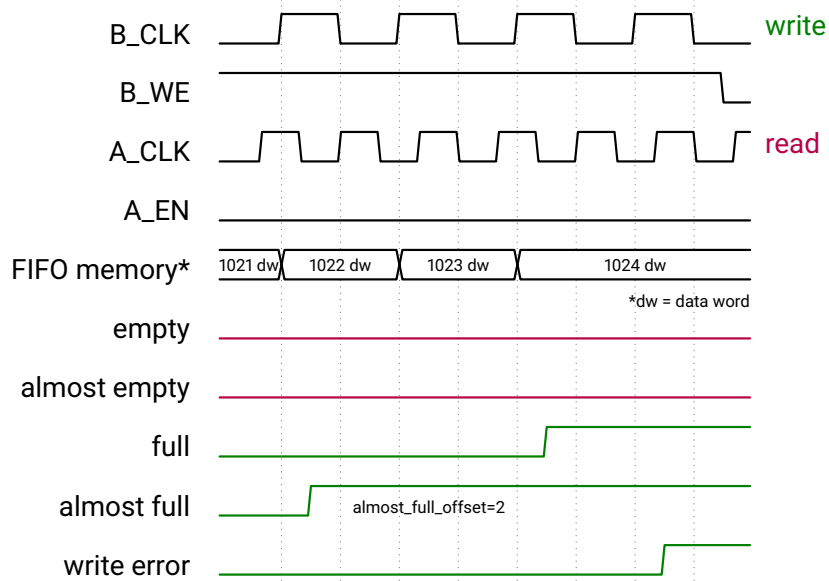 B_CLK
write
B_WE
A_CLK
read
A_EN
FIFO memory*
1021 dw
1022 dw
1023 dw
1024 dw
*dw = data word
empty
almost empty
full
almost full
almost_full_offset=2
write error